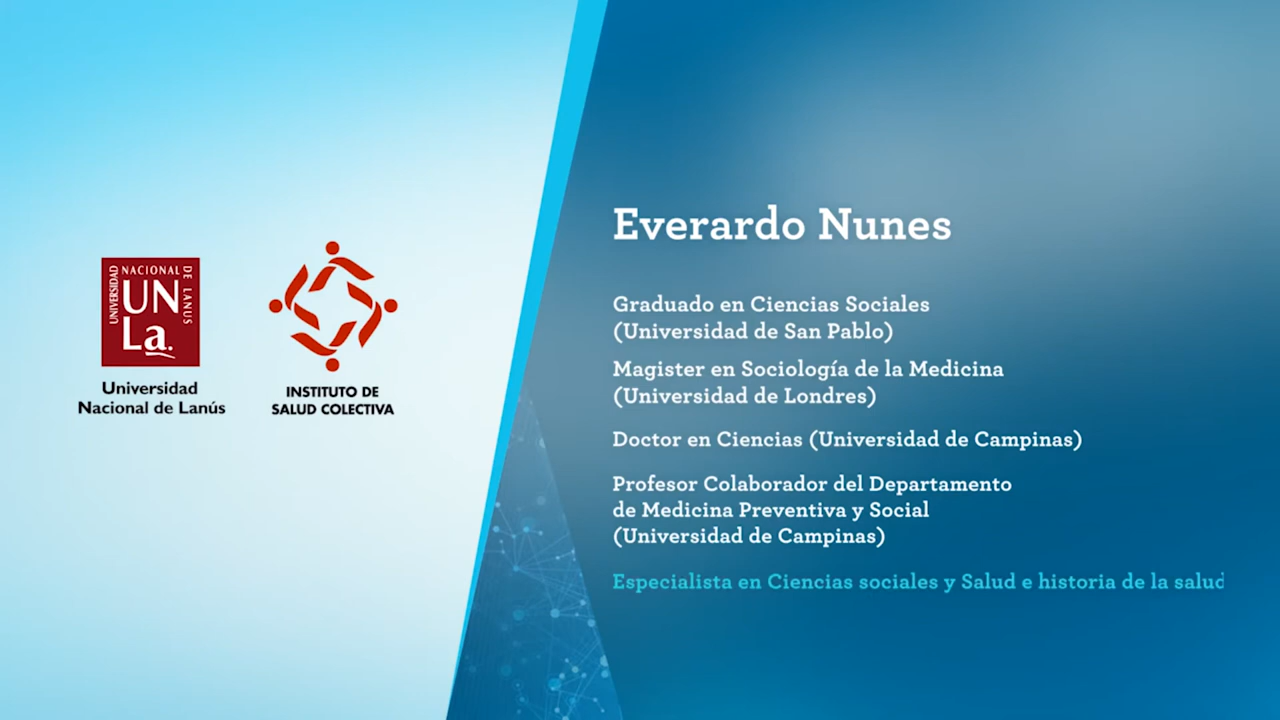 UNIVERSIDAD
NACIONAL
DE LANUS
UN
La.
Universidad
Nacional de Lanús
INSTITUTO DE
SALUD COLECTIVA
Everardo Nunes
Graduado en Ciencias Sociales
(Universidad de San Pablo)
Magister en Sociología de la Medicina
(Universidad de Londres)
Doctor en Ciencias (Universidad de Campinas)
Profesor Colaborador del Departamento
de Medicina Preventiva y Social
(Universidad de Campinas)
Especialista en Ciencias sociales y Salud e historia de la salud